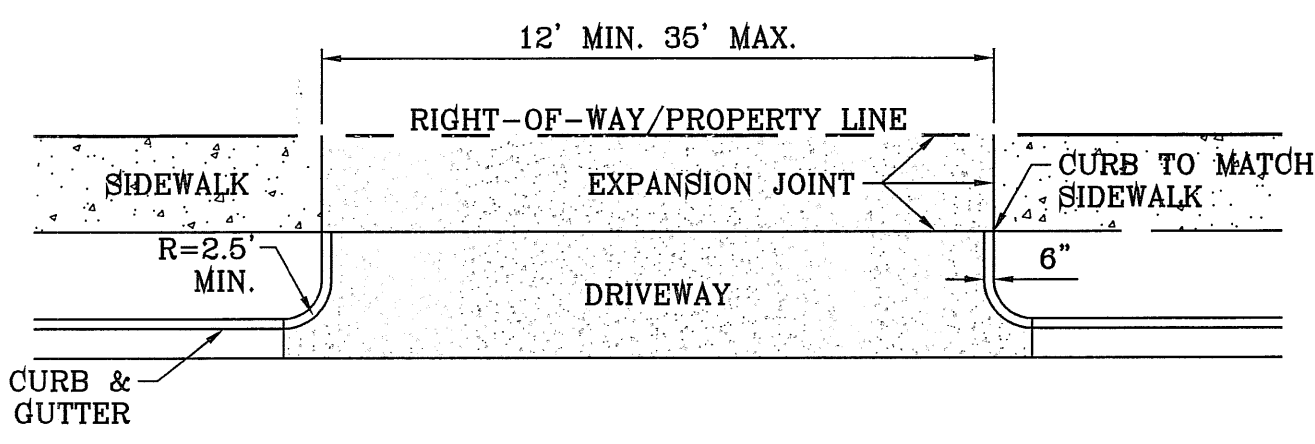 12' MIN. 35' MAX.
RIGHT-OF-WAY/PROPERTY LINE
SIDEWALK
EXPANSION JOINT
CURB TO MATCH
SIDEWALK
R=2.5'
MIN.
6"
DRIVEWAY
CURB &
GUTTER